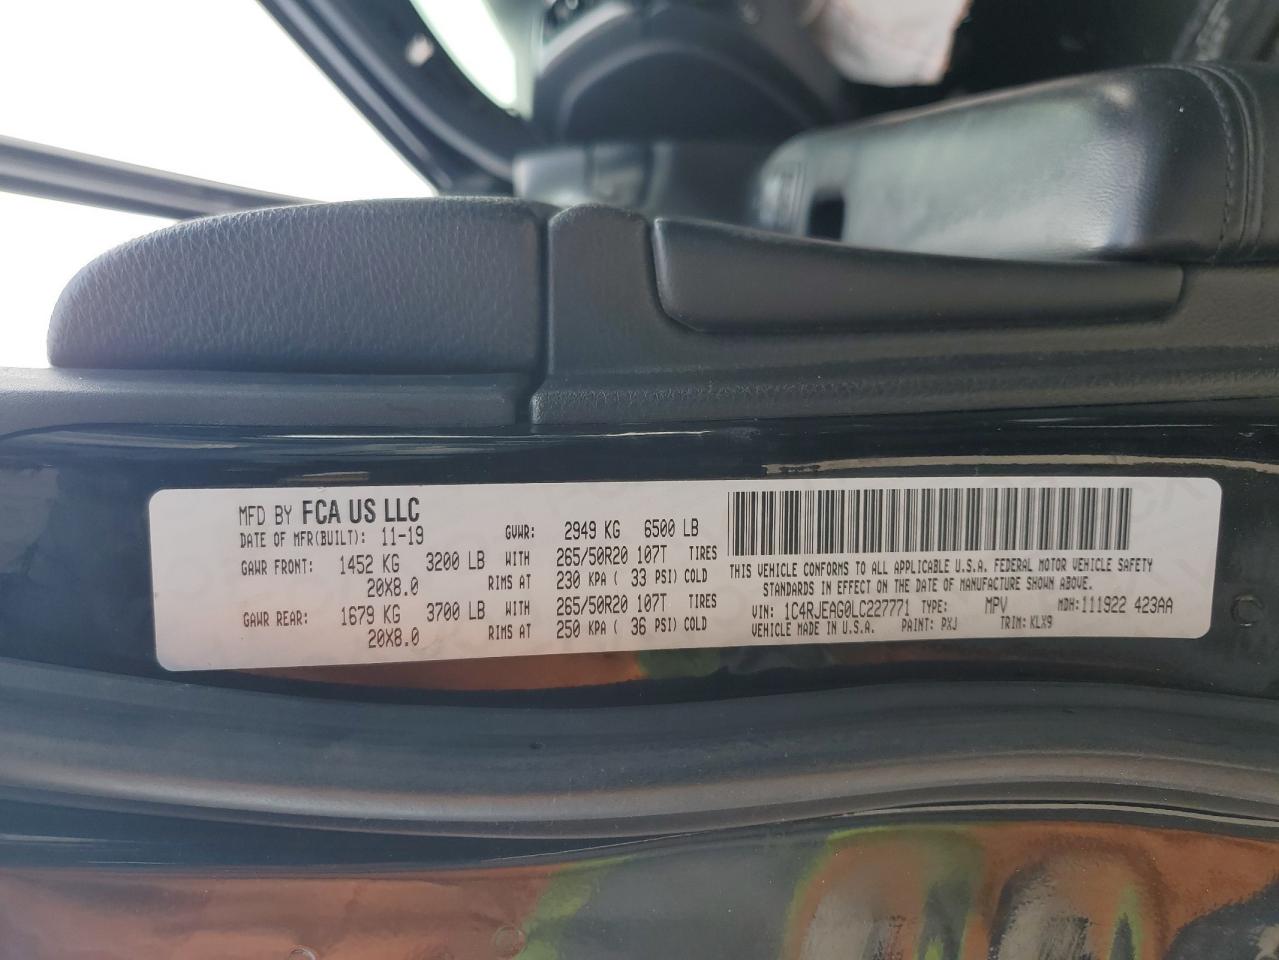 MFD BY FCA US LLC
DATE OF MFR(BUILT): 11-19 GVWR: 2949 KG 6500 LB
GAWR FRONT: 1452 KG 3200 LB WITH 265/50R20 107T TIRES
20X8.0 RIMS AT 230 KPA ( 33 PSI) COLD
GAWR REAR: 1679 KG 3700 LB WITH 265/50R20 107T TIRES
20X8.0 RIMS AT 250 KPA ( 36 PSI) COLD
THIS VEHICLE CONFORMS TO ALL APPLICABLE U.S.A. FEDERAL MOTOR VEHICLE SAFETY
STANDARDS IN EFFECT ON THE DATE OF MANUFACTURE SHOWN ABOVE.
VIN: 1C4RJEAG0LC227771 TYPE: MPV MDH: 111922 423AA
VEHICLE MADE IN U.S.A. PAINT: PXJ TRIM: KLX9